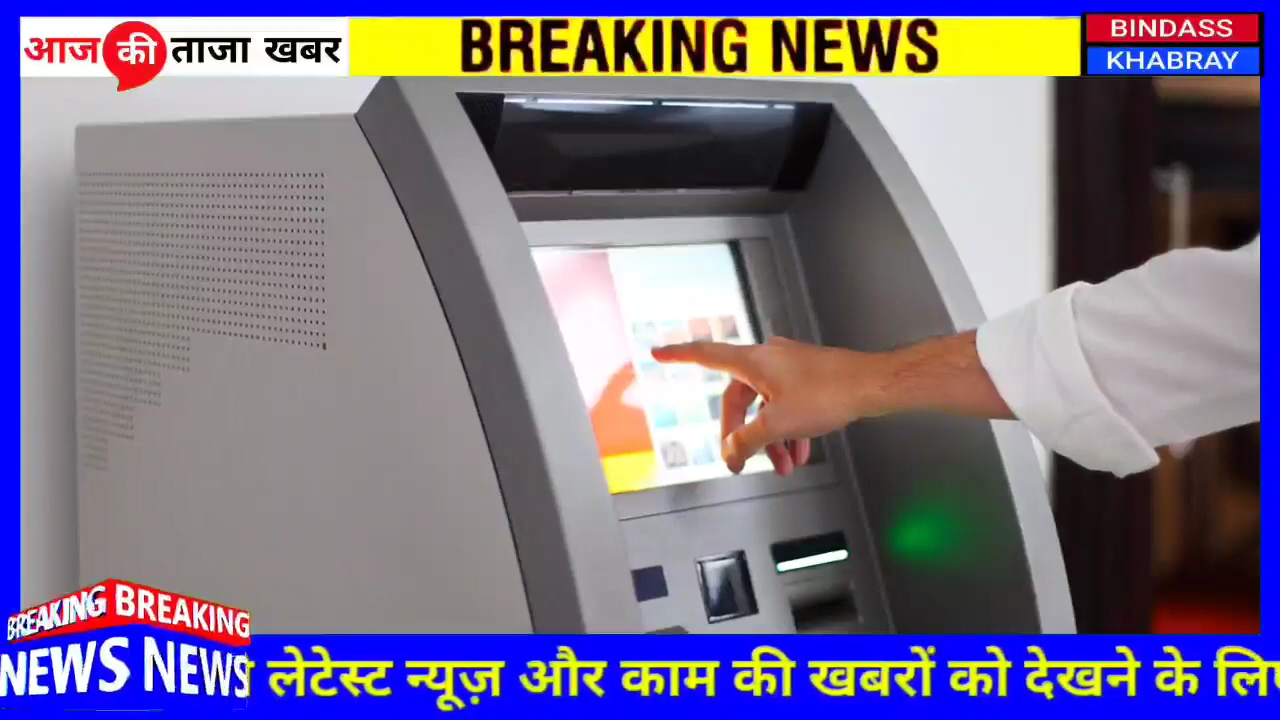 आज की ताजा खबर
BREAKING NEWS
BINDASS
KHABRAY
BREAKING BREAKING
NEWS NEWS
लेटेस्ट न्यूज़ और काम की खबरों को देखने के